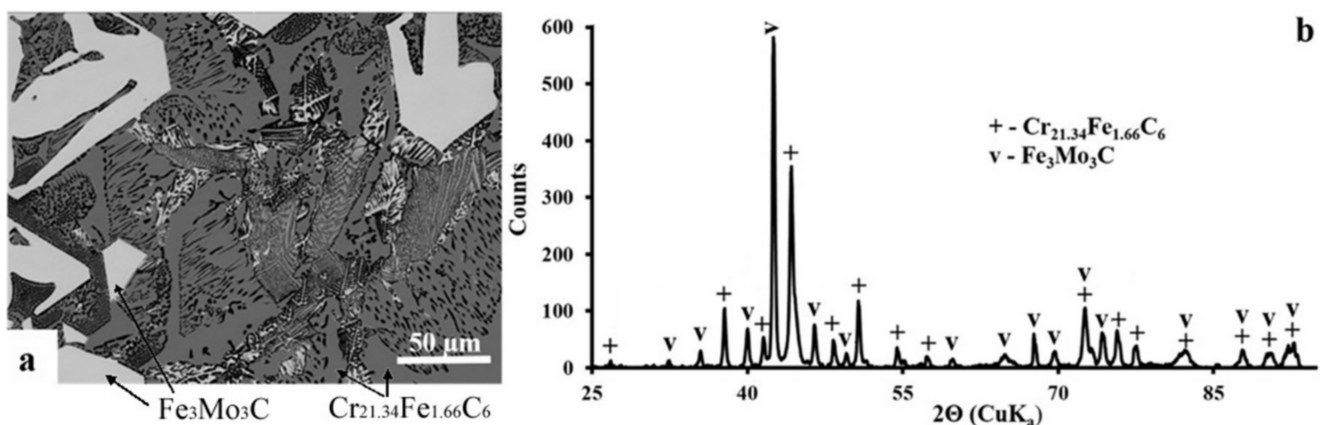 a
50 µm
Fe3Mo3C
Cr21.34Fe1.66C6
b
600
500
400
300
200
100
0
Counts
25
40
55
70
85
2Θ (CuKa)
+ - Cr21.34Fe1.66C6
v - Fe3Mo3C
+ v v + v + v + v + v + + + v v v v v + v + + v + v + v + v +